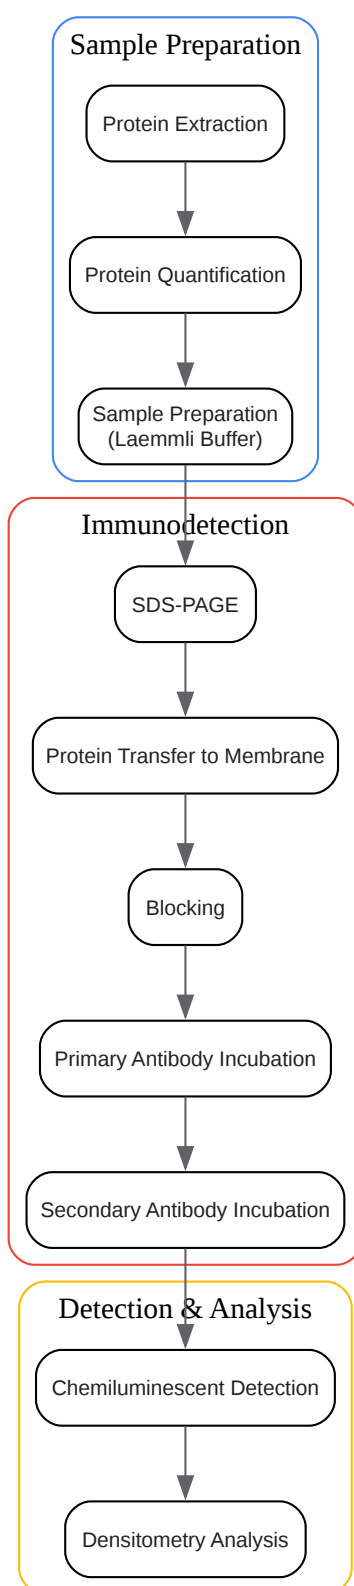 Sample Preparation
Protein Extraction
Protein Quantification
Sample Preparation
(Laemmli Buffer)
Immunodetection
SDS-PAGE
Protein Transfer to Membrane
Blocking
Primary Antibody Incubation
Secondary Antibody Incubation
Detection & Analysis
Chemiluminescent Detection
Densitometry Analysis